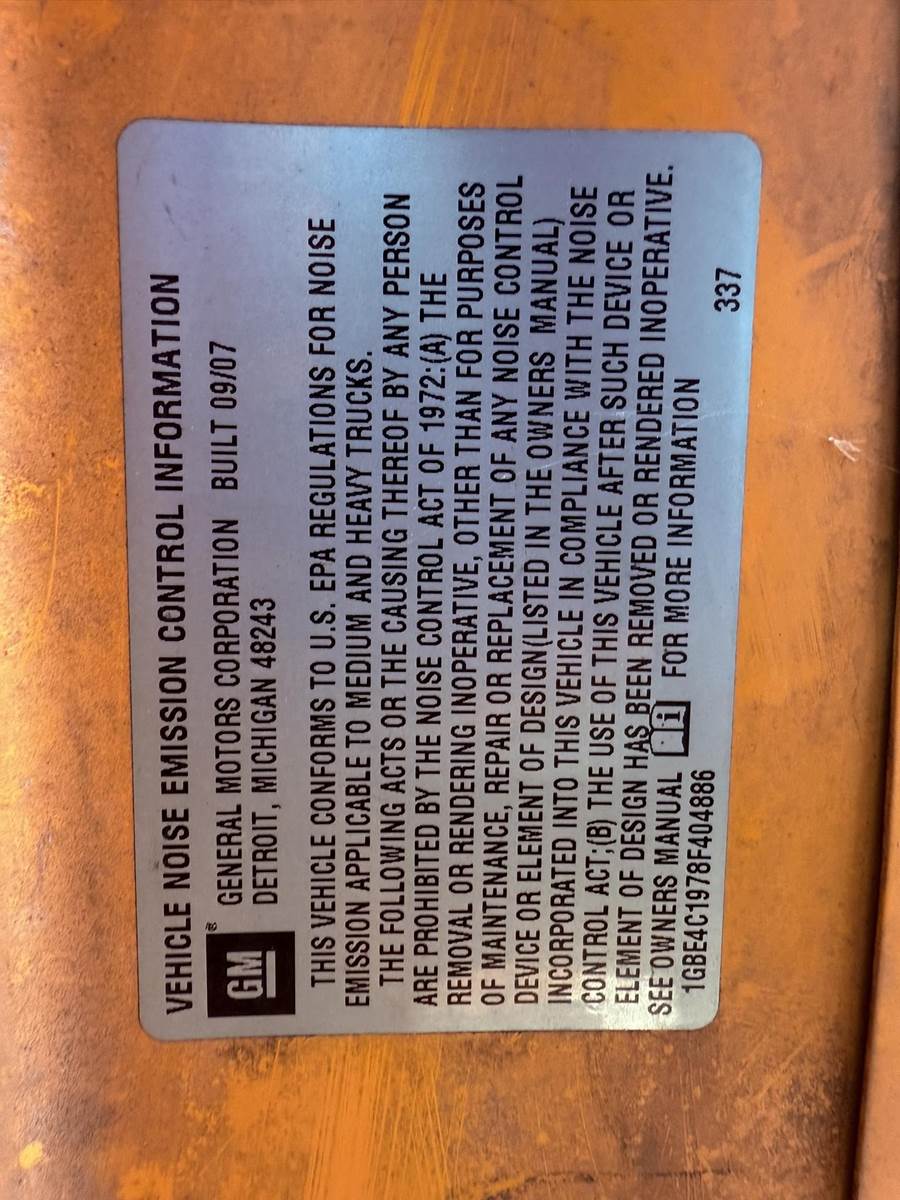 VEHICLE NOISE EMISSION CONTROL INFORMATION
GM ® GENERAL MOTORS CORPORATION BUILT 09/07
DETROIT, MICHIGAN 48243
THIS VEHICLE CONFORMS TO U.S. EPA REGULATIONS FOR NOISE
EMISSION APPLICABLE TO MEDIUM AND HEAVY TRUCKS.
THE FOLLOWING ACTS OR THE CAUSING THEREOF BY ANY PERSON
ARE PROHIBITED BY THE NOISE CONTROL ACT OF 1972:(A) THE
REMOVAL OR RENDERING INOPERATIVE, OTHER THAN FOR PURPOSES
OF MAINTENANCE, REPAIR OR REPLACEMENT OF ANY NOISE CONTROL
DEVICE OR ELEMENT OF DESIGN(LISTED IN THE OWNERS MANUAL)
INCORPORATED INTO THIS VEHICLE IN COMPLIANCE WITH THE NOISE
CONTROL ACT;(B) THE USE OF THIS VEHICLE AFTER SUCH DEVICE OR
ELEMENT OF DESIGN HAS BEEN REMOVED OR RENDERED INOPERATIVE.
SEE OWNERS MANUAL i FOR MORE INFORMATION
1GBE4C1978F404886 337